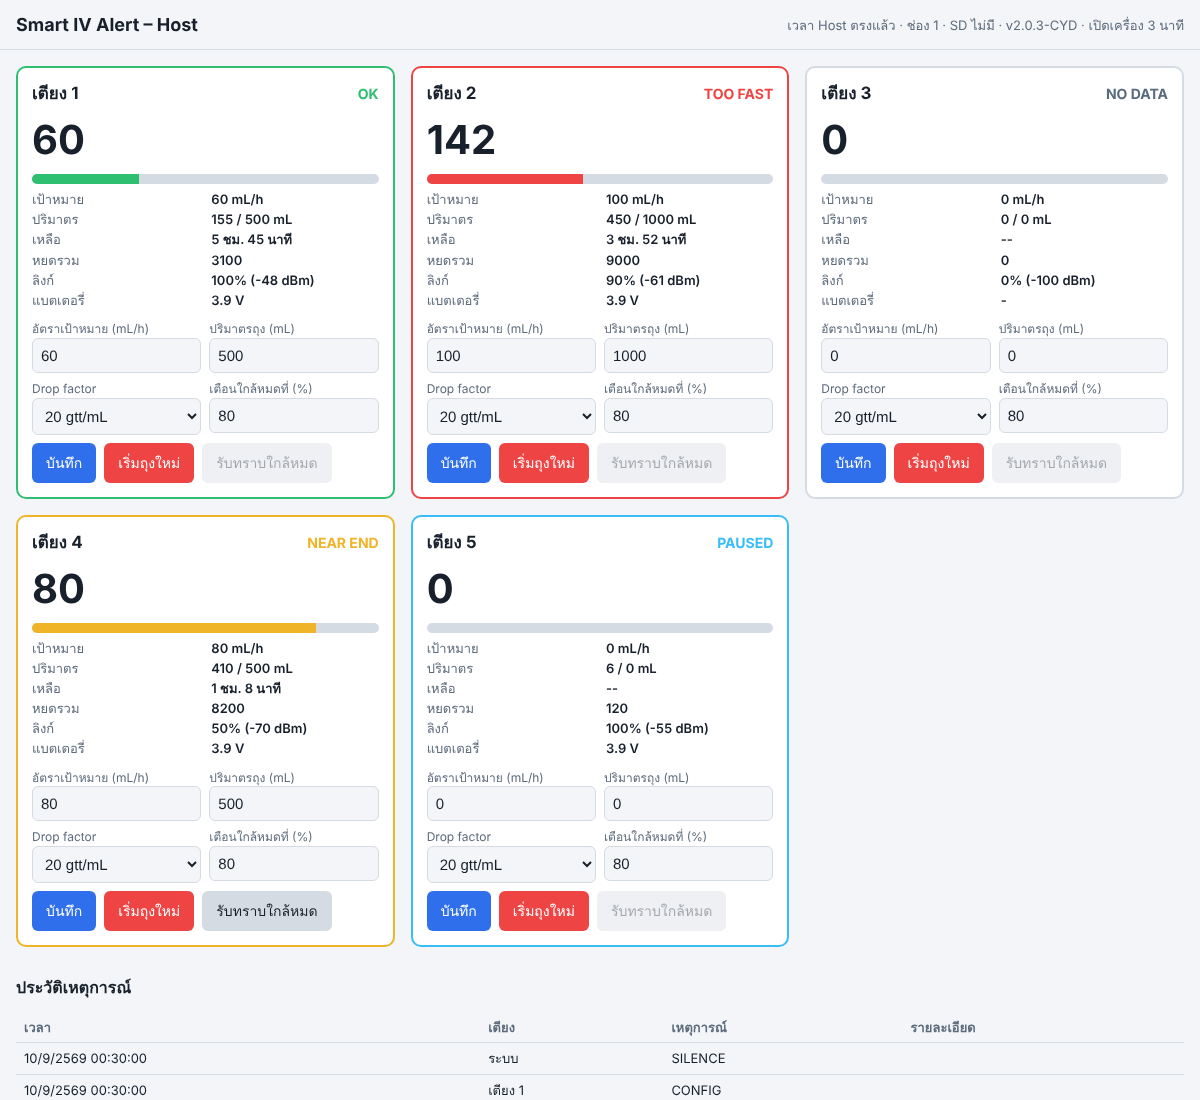 Smart IV Alert – Host
เวลา Host ตรงแล้ว · ช่อง 1 · SD ไม่มี · v2.0.3-CYD · เปิดเครื่อง 3 นาที
เตียง 1
OK
60
เป้าหมาย 60 mL/h
ปริมาตร 155 / 500 mL
เหลือ 5 ชม. 45 นาที
หยดรวม 3100
ลิงก์ 100% (-48 dBm)
แบตเตอรี่ 3.9 V
อัตราเป้าหมาย (mL/h) ปริมาตรถุง (mL)
60 500
Drop factor เตือนใกล้หมดที่ (%)
20 gtt/mL 80
บันทึก เริ่มถุงใหม่ รับทราบใกล้หมด
เตียง 2
TOO FAST
142
เป้าหมาย 100 mL/h
ปริมาตร 450 / 1000 mL
เหลือ 3 ชม. 52 นาที
หยดรวม 9000
ลิงก์ 90% (-61 dBm)
แบตเตอรี่ 3.9 V
อัตราเป้าหมาย (mL/h) ปริมาตรถุง (mL)
100 1000
Drop factor เตือนใกล้หมดที่ (%)
20 gtt/mL 80
บันทึก เริ่มถุงใหม่ รับทราบใกล้หมด
เตียง 3
NO DATA
0
เป้าหมาย 0 mL/h
ปริมาตร 0 / 0 mL
เหลือ --
หยดรวม 0
ลิงก์ 0% (-100 dBm)
แบตเตอรี่ -
อัตราเป้าหมาย (mL/h) ปริมาตรถุง (mL)
0 0
Drop factor เตือนใกล้หมดที่ (%)
20 gtt/mL 80
บันทึก เริ่มถุงใหม่ รับทราบใกล้หมด
เตียง 4
NEAR END
80
เป้าหมาย 80 mL/h
ปริมาตร 410 / 500 mL
เหลือ 1 ชม. 8 นาที
หยดรวม 8200
ลิงก์ 50% (-70 dBm)
แบตเตอรี่ 3.9 V
อัตราเป้าหมาย (mL/h) ปริมาตรถุง (mL)
80 500
Drop factor เตือนใกล้หมดที่ (%)
20 gtt/mL 80
บันทึก เริ่มถุงใหม่ รับทราบใกล้หมด
เตียง 5
PAUSED
0
เป้าหมาย 0 mL/h
ปริมาตร 6 / 0 mL
เหลือ --
หยดรวม 120
ลิงก์ 100% (-55 dBm)
แบตเตอรี่ 3.9 V
อัตราเป้าหมาย (mL/h) ปริมาตรถุง (mL)
0 0
Drop factor เตือนใกล้หมดที่ (%)
20 gtt/mL 80
บันทึก เริ่มถุงใหม่ รับทราบใกล้หมด
ประวัติเหตุการณ์
เวลา เตียง เหตุการณ์ รายละเอียด
10/9/2569 00:30:00 ระบบ SILENCE
10/9/2569 00:30:00 เตียง 1 CONFIG